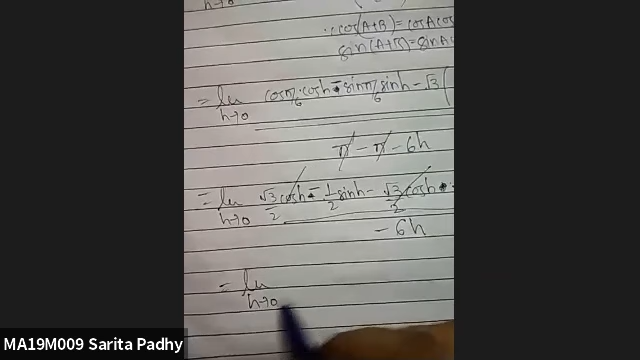 h→0
cos(A+B)=cosA cos
sin(A+B)=sinA
= lim cosπ/6·cosh - sinπ/6 sinh - √3 (
h→0
π - π - 6h
= lim √3/2 cosh - 1/2 sinh - √3/2 cosh
h→0
- 6h
= lim
h→0
MA19M009 Sarita Padhy